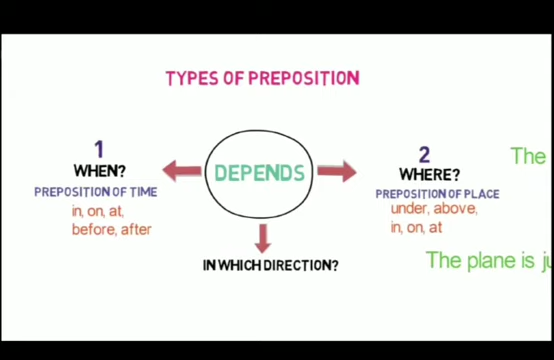 TYPES OF PREPOSITION
1
WHEN?
PREPOSITION OF TIME
in, on, at,
before, after
DEPENDS
2
WHERE?
PREPOSITION OF PLACE
under, above,
in, on, at
IN WHICH DIRECTION?
The
The plane is